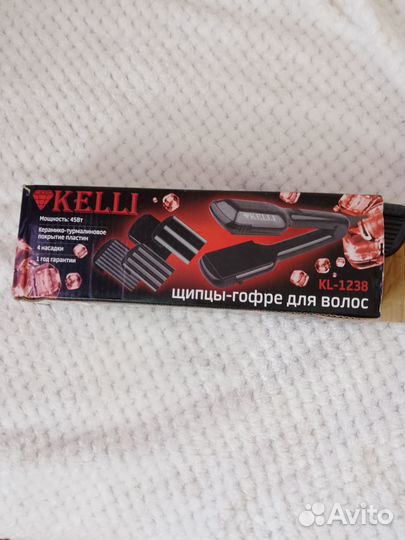 KELLI
Мощность: 45Вт
Керамико-турмалиновое
покрытие пластин
4 насадки
1 год гарантии
KELLI
KL-1238
ЩИПЦЫ-ГОФРЕ ДЛЯ ВОЛОС
Avito